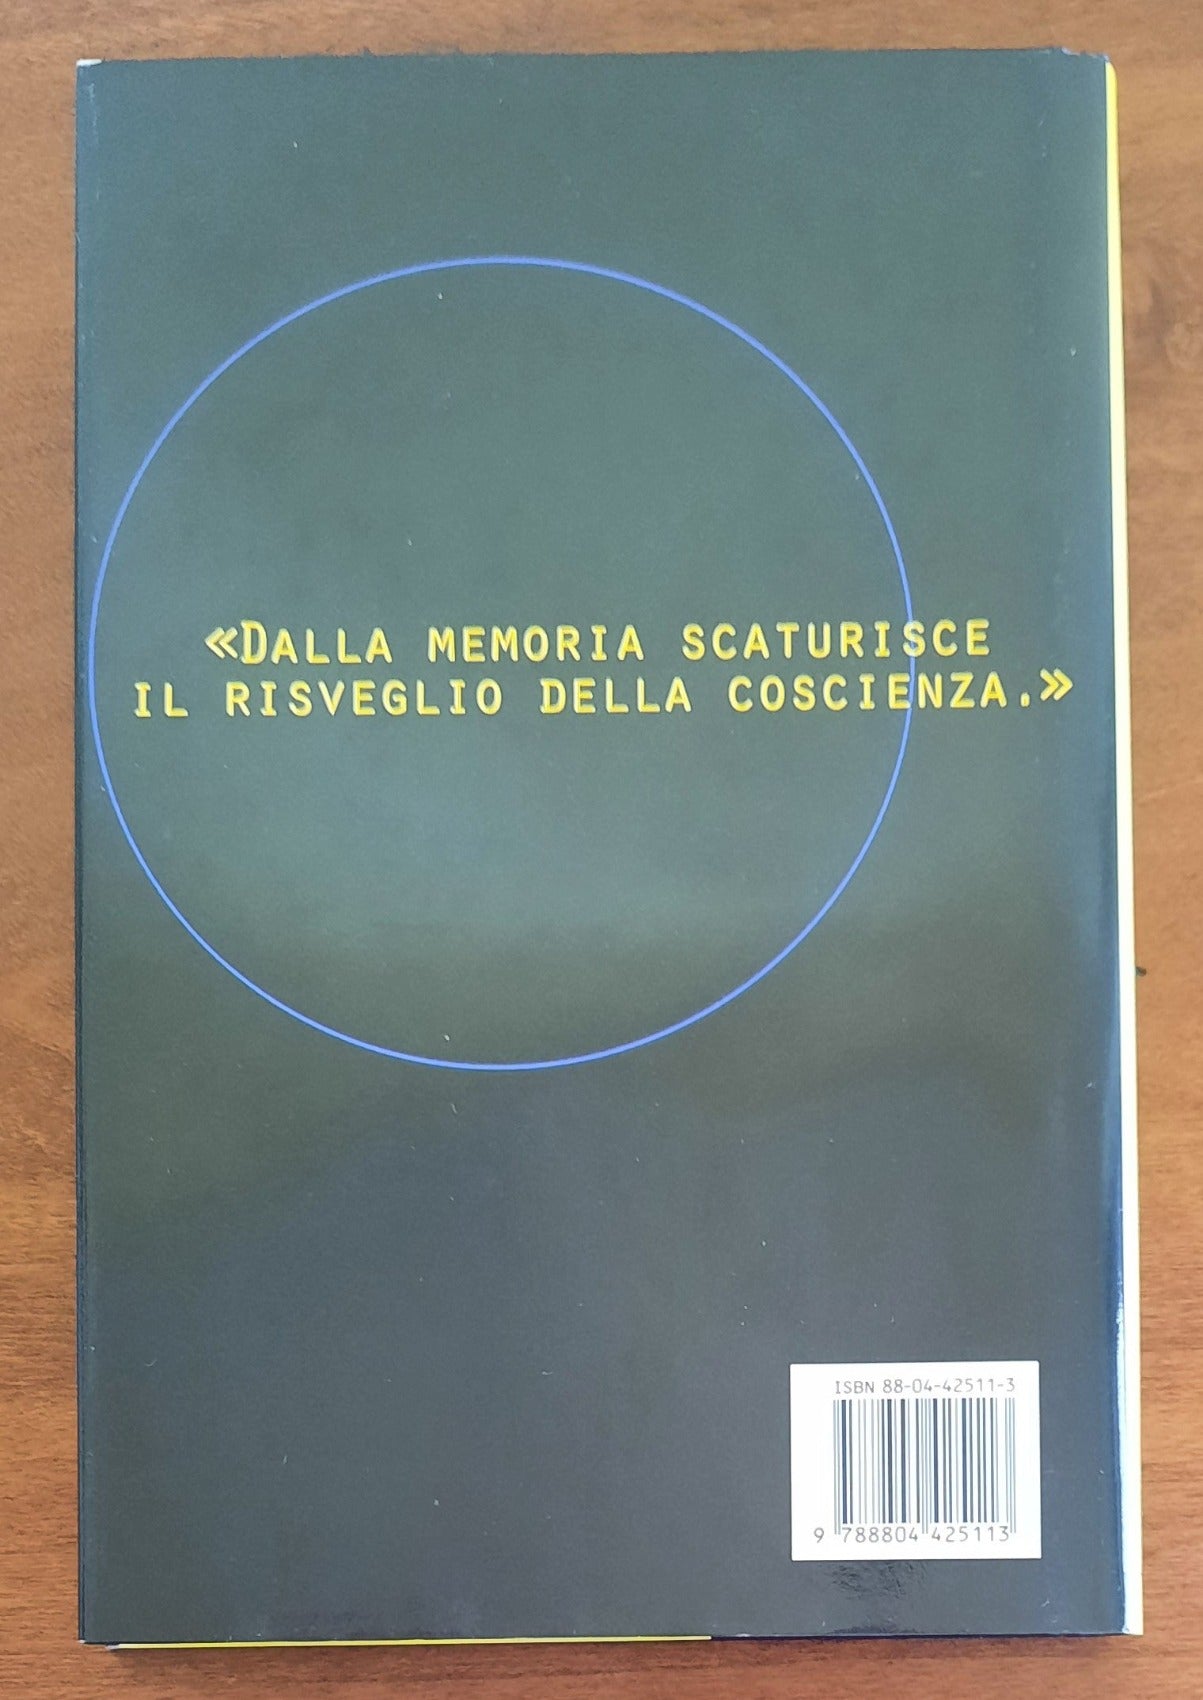 «DALLA MEMORIA SCATURISCE
IL RISVEGLIO DELLA COSCIENZA.»
ISBN 88-04-42511-3
9 788804 425113